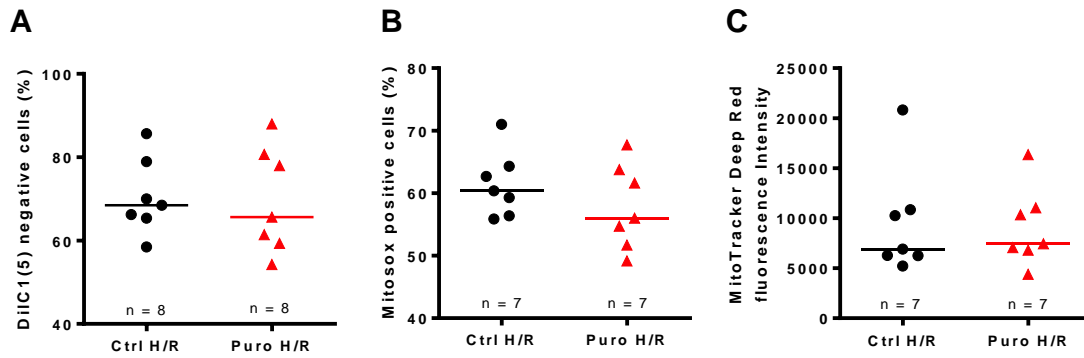 A
DilC1(5) negative cells (%)
100
80
60
40
n = 8
n = 8
Ctrl H/R
Puro H/R
B
Mitosox positive cells (%)
80
70
60
50
40
n = 7
n = 7
Ctrl H/R
Puro H/R
C
MitoTracker Deep Red
fluorescence Intensity
25000
20000
15000
10000
5000
0
n = 7
n = 7
Ctrl H/R
Puro H/R